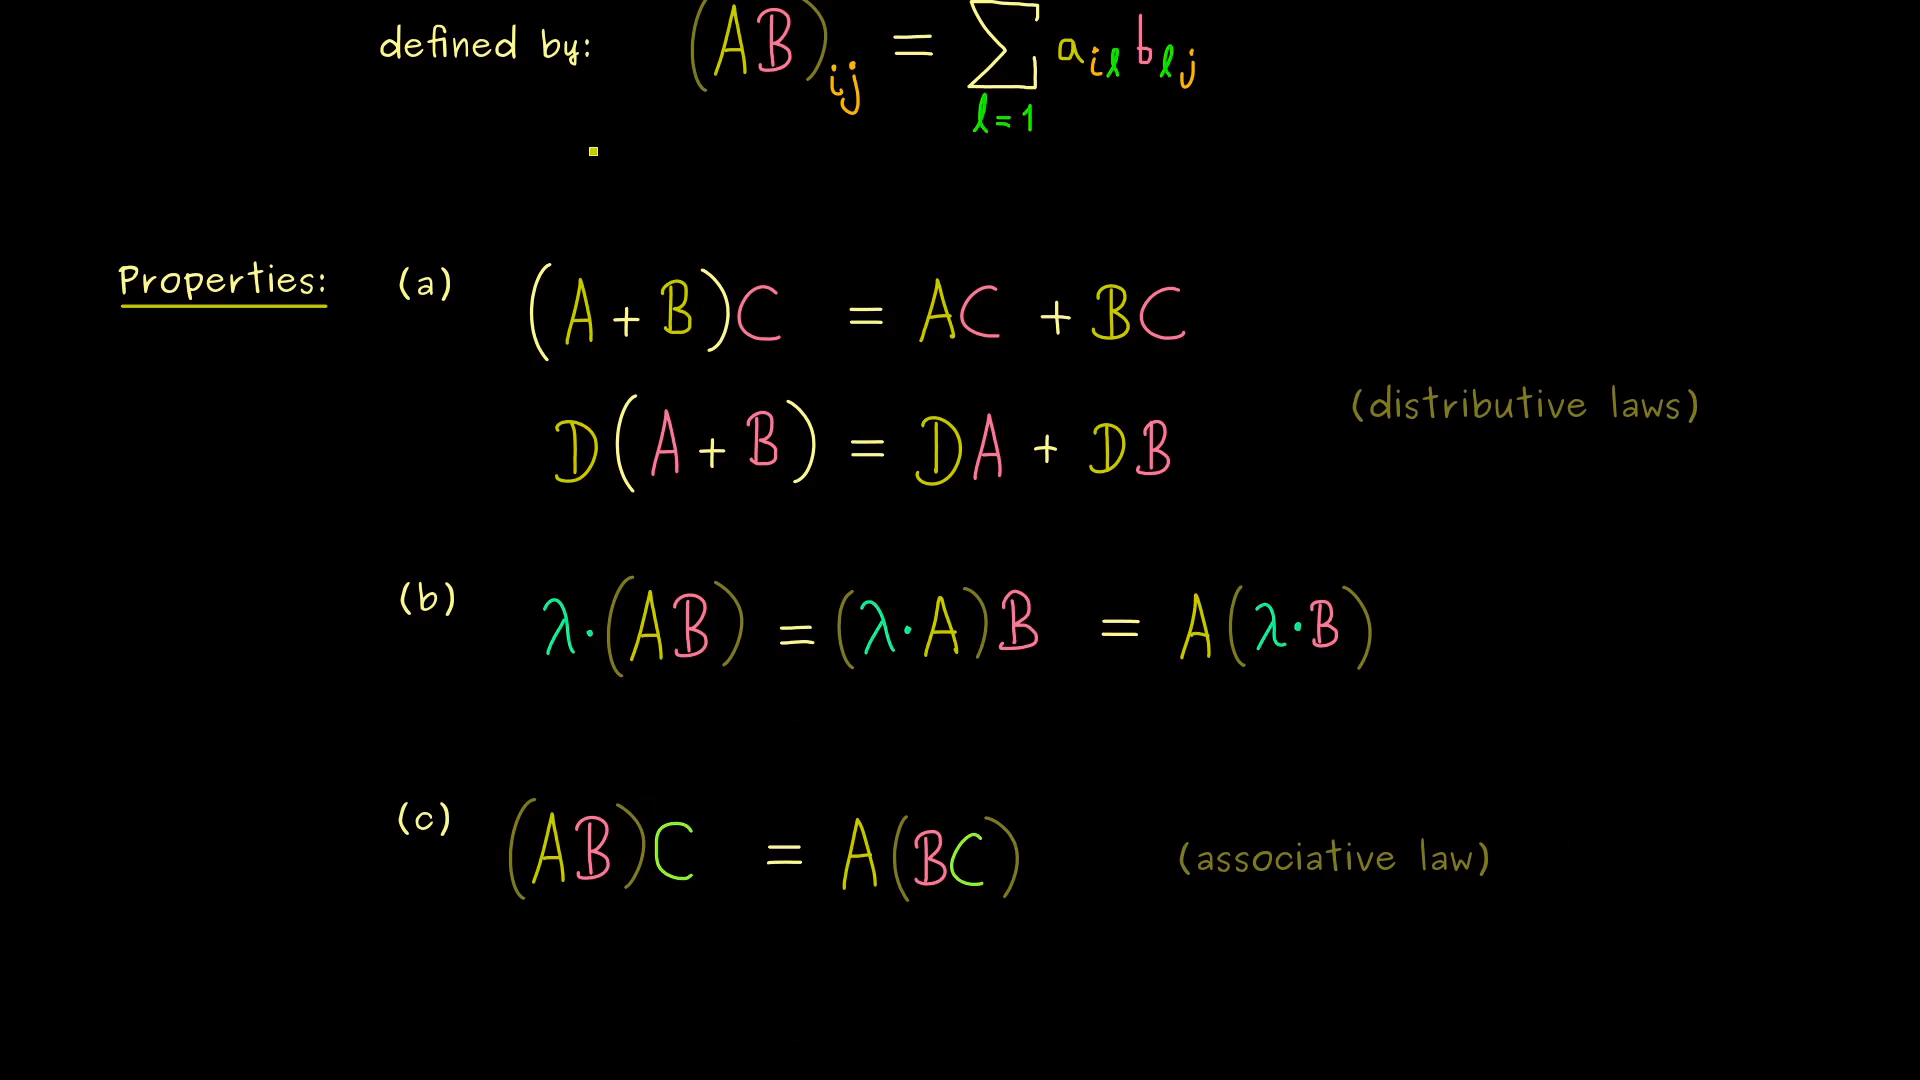 defined by: (AB)ij = ∑ aiℓ bℓj
ℓ=1
Properties: (a) (A + B)C = AC + BC
D(A + B) = DA + DB
(distributive laws)
(b) λ·(AB) = (λ·A)B = A(λ·B)
(c) (AB)C = A(BC) (associative law)